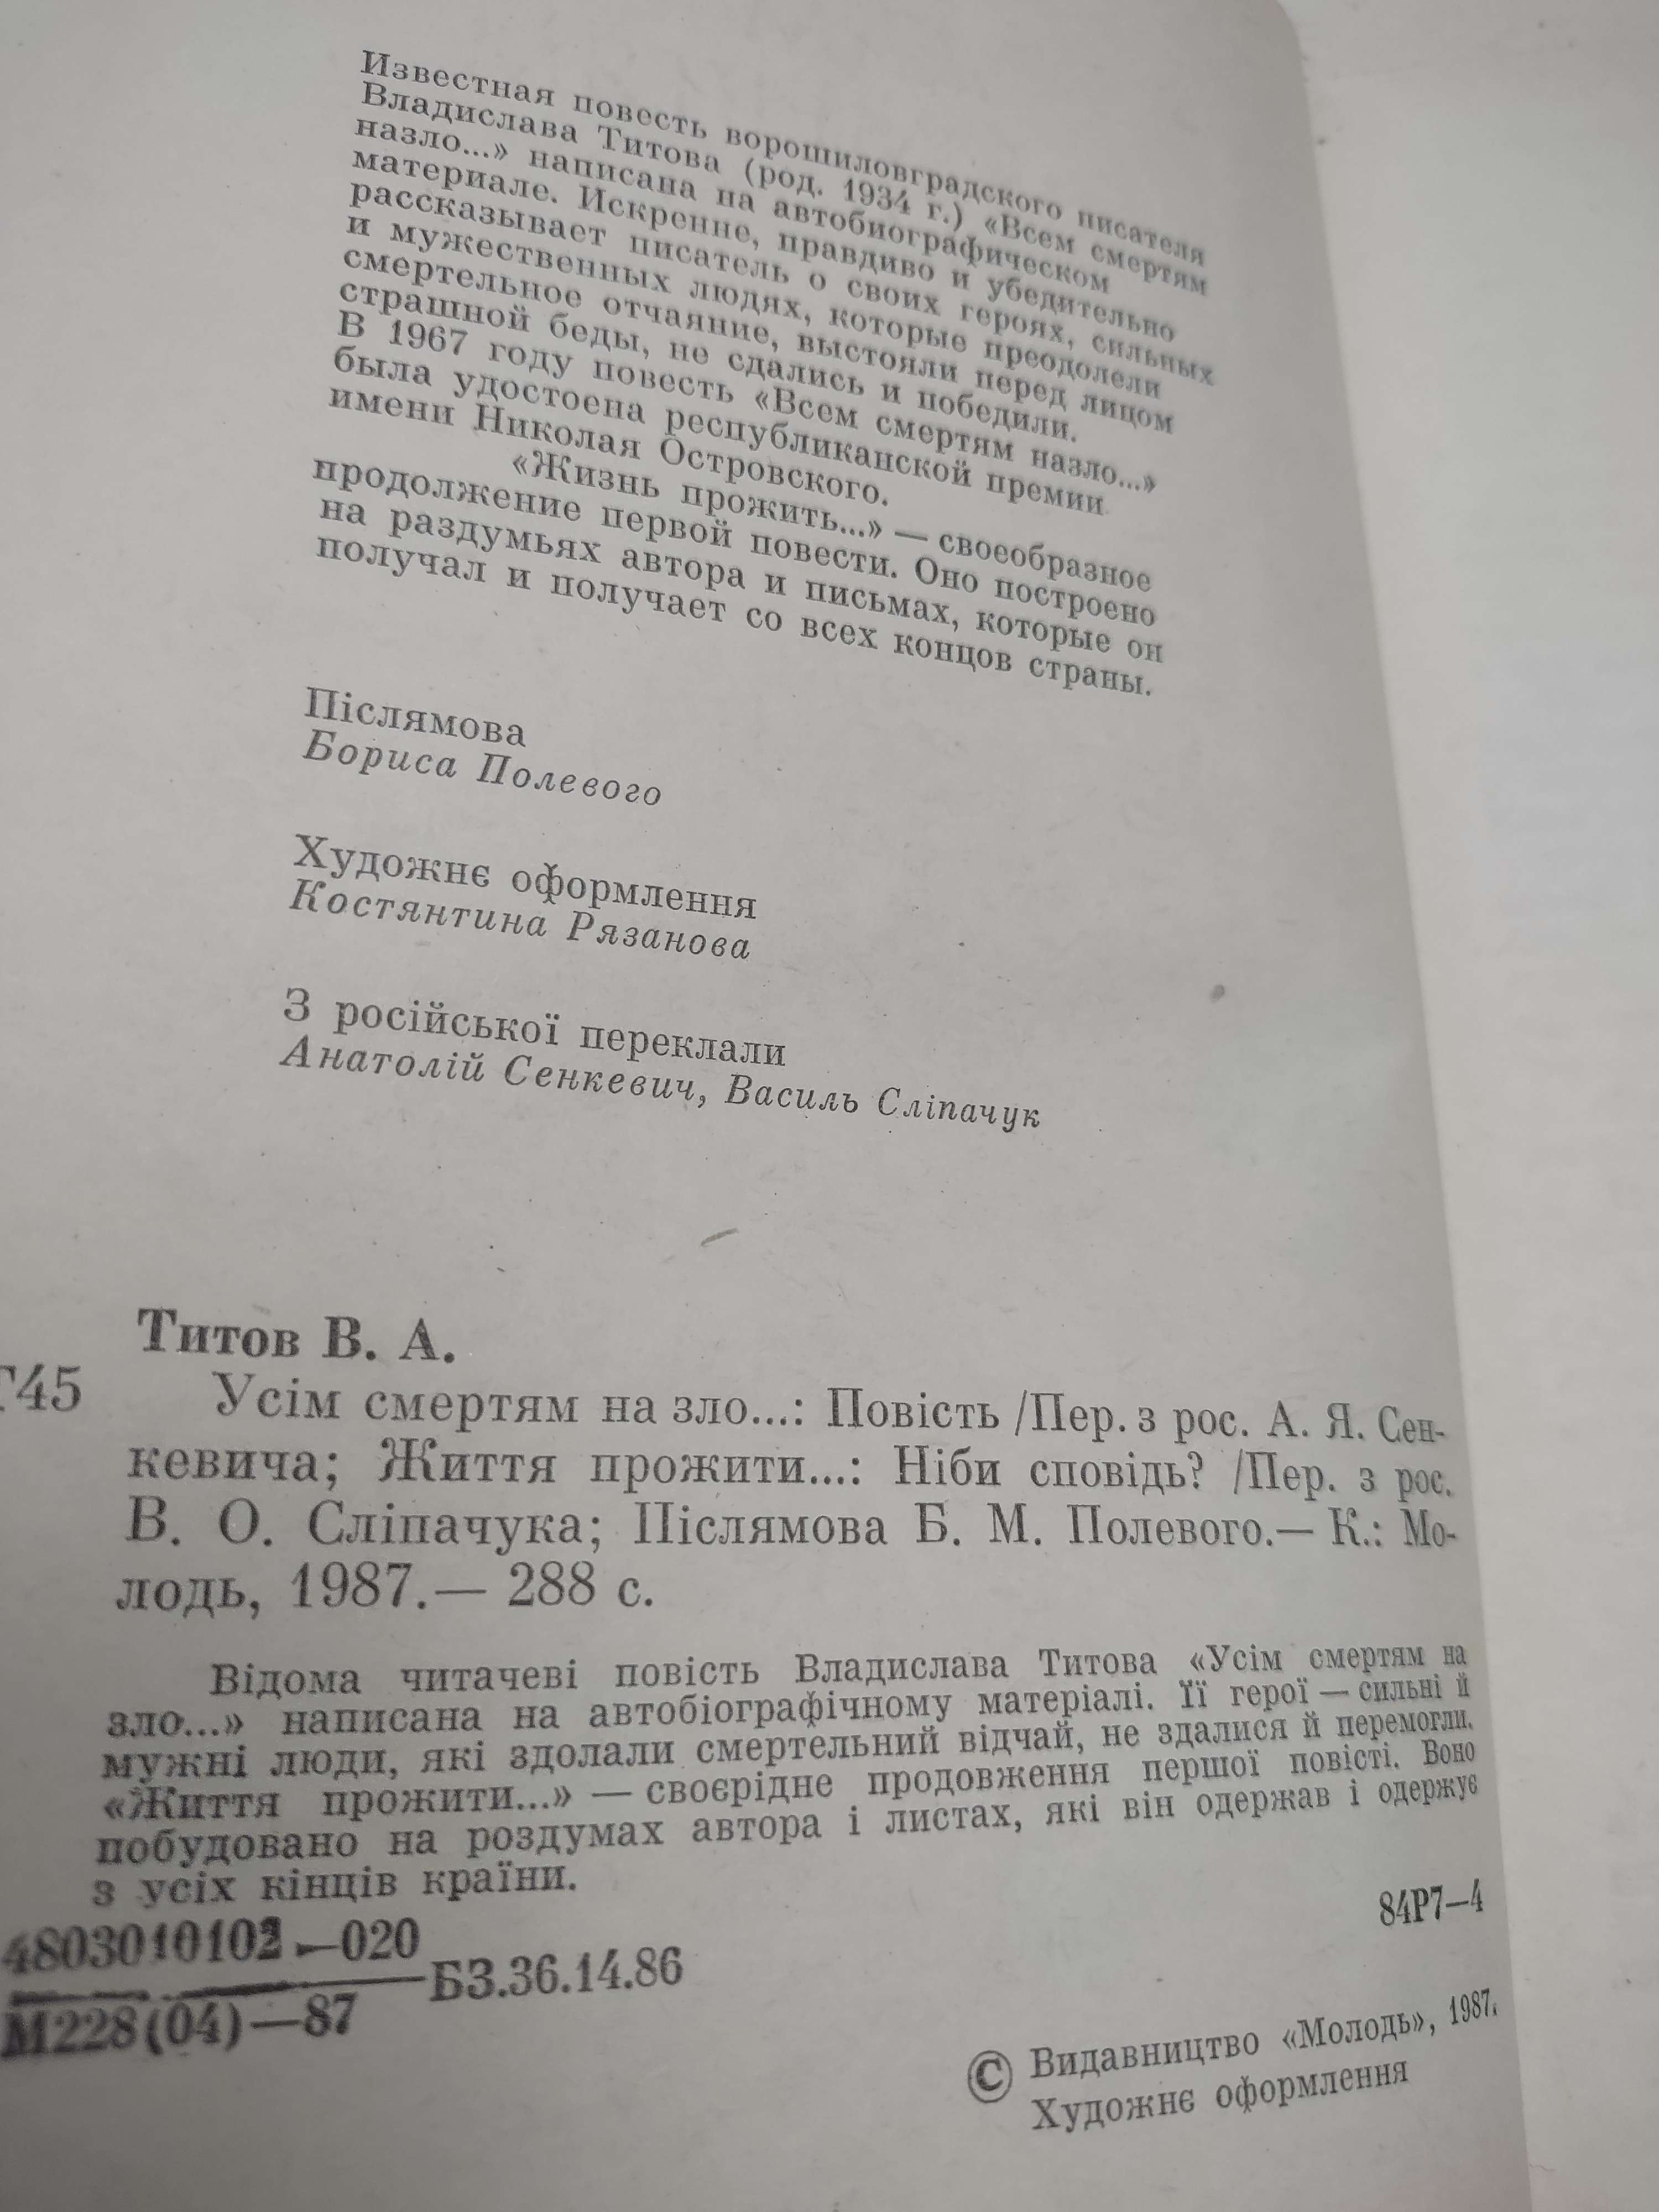 Известная повесть ворошиловградского писателя
Владислава Титова (род. 1934 г.) «Всем смертям
назло...» написана на автобиографическом
материале. Искренне, правдиво и убедительно
рассказывает писатель о своих героях, сильных
и мужественных людях, которые преодолели
смертельное отчаяние, выстояли перед лицом
страшной беды, не сдались и победили.
В 1967 году повесть «Всем смертям назло...»
была удостоена республиканской премии
имени Николая Островского.
«Жизнь прожить...» — своеобразное
продолжение первой повести. Оно построено
на раздумьях автора и письмах, которые он
получал и получает со всех концов страны.
Післямова
Бориса Полевого
Художнє оформлення
Костянтина Рязанова
З російської переклали
Анатолій Сенкевич, Василь Сліпачук
Титов В. А.
Т45 Усім смертям на зло...: Повість /Пер. з рос. А. Я. Сен-
кевича; Життя прожити...: Ніби сповідь? /Пер. з рос.
В. О. Сліпачука; Післямова Б. М. Полевого.— К.: Мо-
лодь, 1987.— 288 с.
Відома читачеві повість Владислава Титова «Усім смертям на
зло...» написана на автобіографічному матеріалі. Її герої — сильні й
мужні люди, які здолали смертельний відчай, не здалися й перемогли.
«Життя прожити...» — своєрідне продовження першої повісті. Воно
побудовано на роздумах автора і листах, які він одержав і одержує
з усіх кінців країни.
84Р7—4
4803010102—020
М228(04)—87
БЗ.36.14.86
© Видавництво «Молодь», 1987.
Художнє оформлення